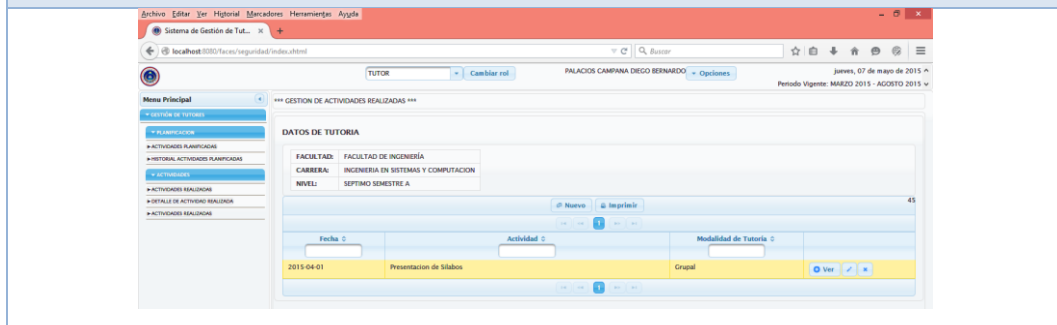 Archivo Editar Ver Historial Marcadores Herramientas Ayuda
Sistema de Gestión de Tut... × +
localhost:8080/faces/seguridad/index.xhtml Buscar
TUTOR Cambiar rol PALACIOS CAMPANA DIEGO BERNARDO Opciones jueves, 07 de mayo de 2015
Periodo Vigente: MARZO 2015 - AGOSTO 2015
Menu Principal *** GESTION DE ACTIVIDADES REALIZADAS ***
GESTIÓN DE TUTORES
PLANIFICACION
ACTIVIDADES PLANIFICADAS
HISTORIAL ACTIVIDADES PLANIFICADAS
ACTIVIDADES
ACTIVIDADES REALIZADAS
DETALLE DE ACTIVIDAD REALIZADA
ACTIVIDADES REALIZADAS
DATOS DE TUTORIA
FACULTAD: FACULTAD DE INGENIERÍA
CARRERA: INGENIERIA EN SISTEMAS Y COMPUTACION
NIVEL: SEPTIMO SEMESTRE A
Nuevo Imprimir 45
1
Fecha Actividad Modalidad de Tutoria
2015-04-01 Presentacion de Silabos Grupal Ver
1